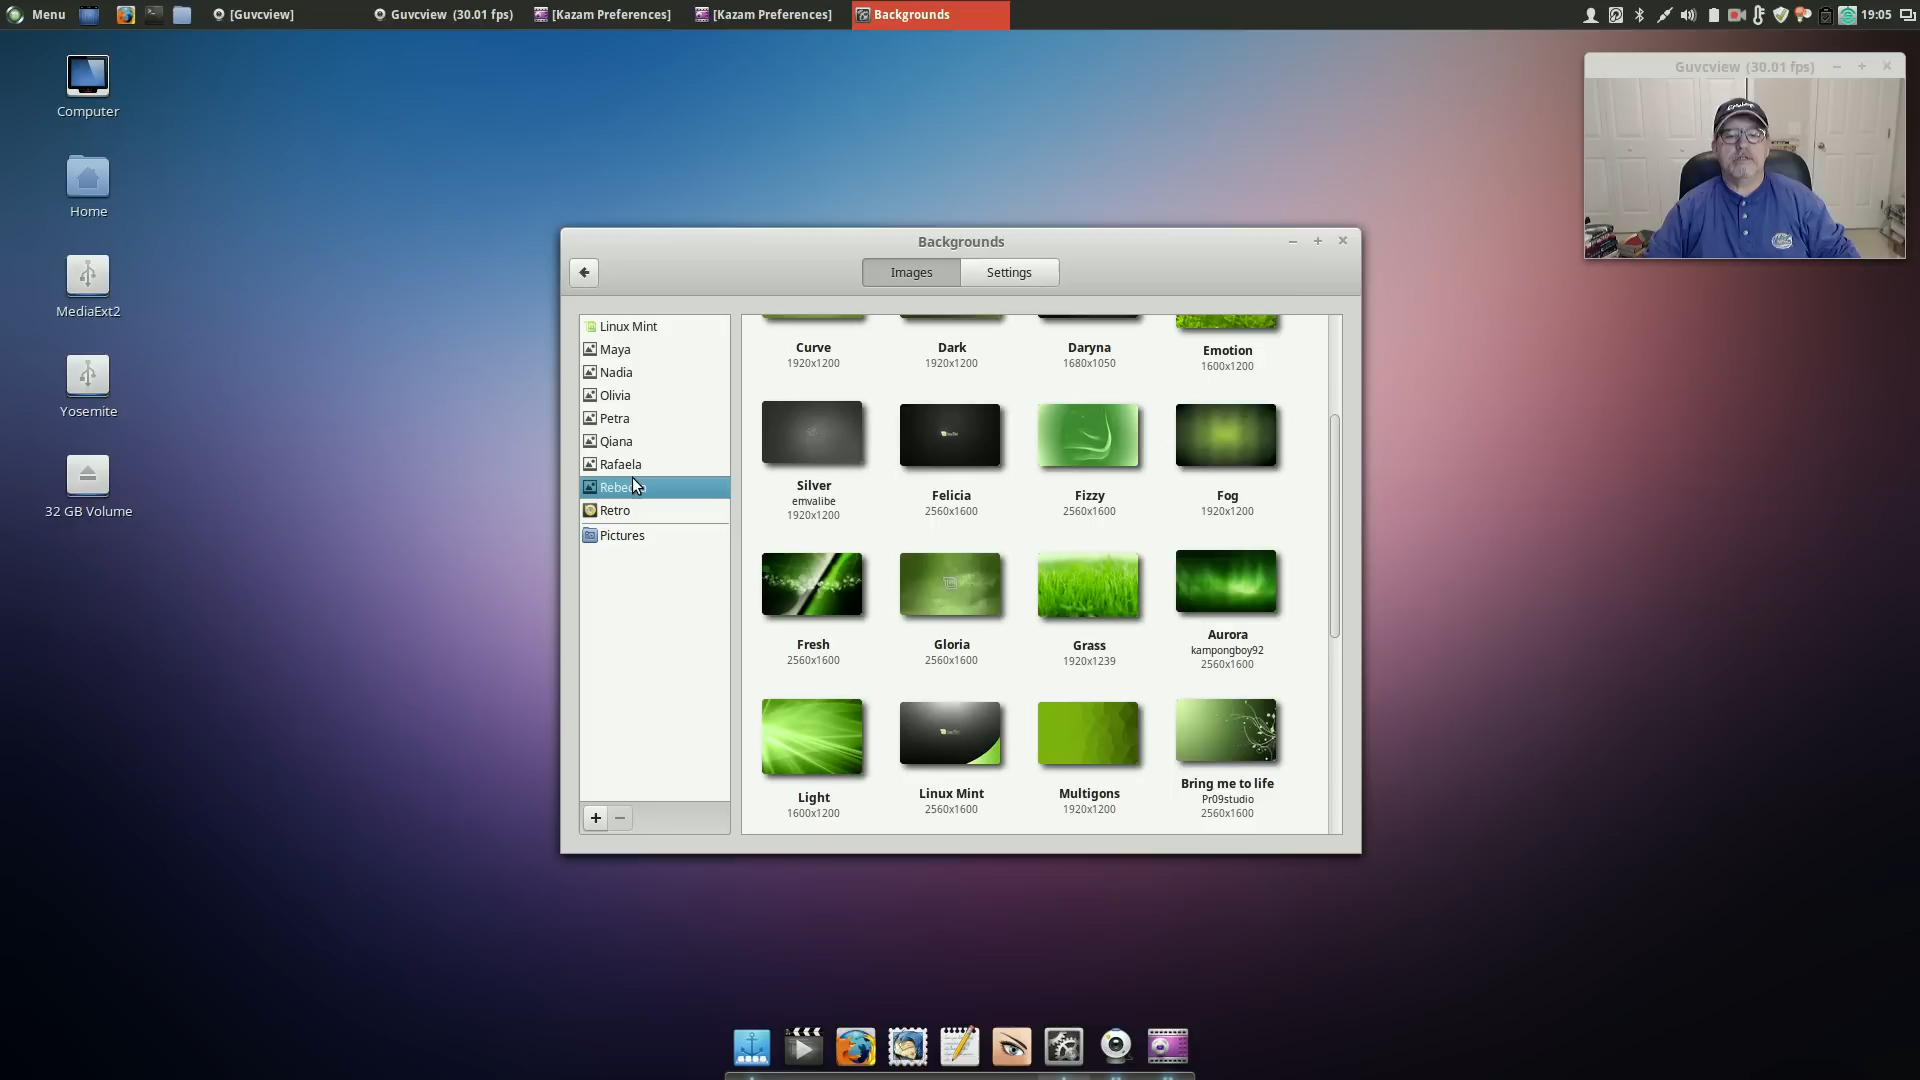 Menu
[Guvcview]
Guvcview (30.01 fps)
[Kazam Preferences]
[Kazam Preferences]
Backgrounds
19:05
Computer
Home
MediaExt2
Yosemite
32 GB Volume
Guvcview (30.01 fps)
Backgrounds
Images
Settings
Linux Mint
Maya
Nadia
Olivia
Petra
Qiana
Rafaela
Retro
Pictures
Curve
1920x1200
Dark
1920x1200
Daryna
1680x1050
Emotion
1600x1200
Silver
emvalibe
1920x1200
Felicia
2560x1600
Fizzy
2560x1600
Fog
1920x1200
Fresh
2560x1600
Gloria
2560x1600
Grass
1920x1239
Aurora
kampongboy92
2560x1600
Light
1600x1200
Linux Mint
2560x1600
Multigons
1920x1200
Bring me to life
Pr09studio
2560x1600